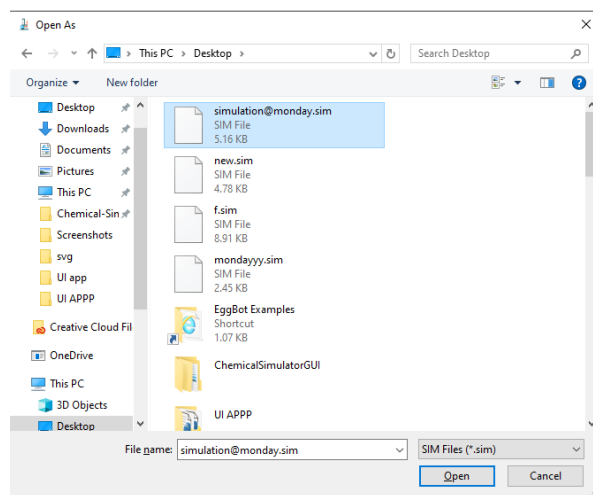 Open As
This PC > Desktop >
Search Desktop
Organize
New folder
Desktop
Downloads
Documents
Pictures
This PC
Chemical-Sin
Screenshots
svg
UI app
UI APPP
Creative Cloud Fil
OneDrive
This PC
3D Objects
Desktop
simulation@monday.sim
SIM File
5.16 KB
new.sim
SIM File
4.78 KB
f.sim
SIM File
8.91 KB
mondayyy.sim
SIM File
2.45 KB
EggBot Examples
Shortcut
1.07 KB
ChemicalSimulatorGUI
UI APPP
File name: simulation@monday.sim
SIM Files (*.sim)
Open
Cancel